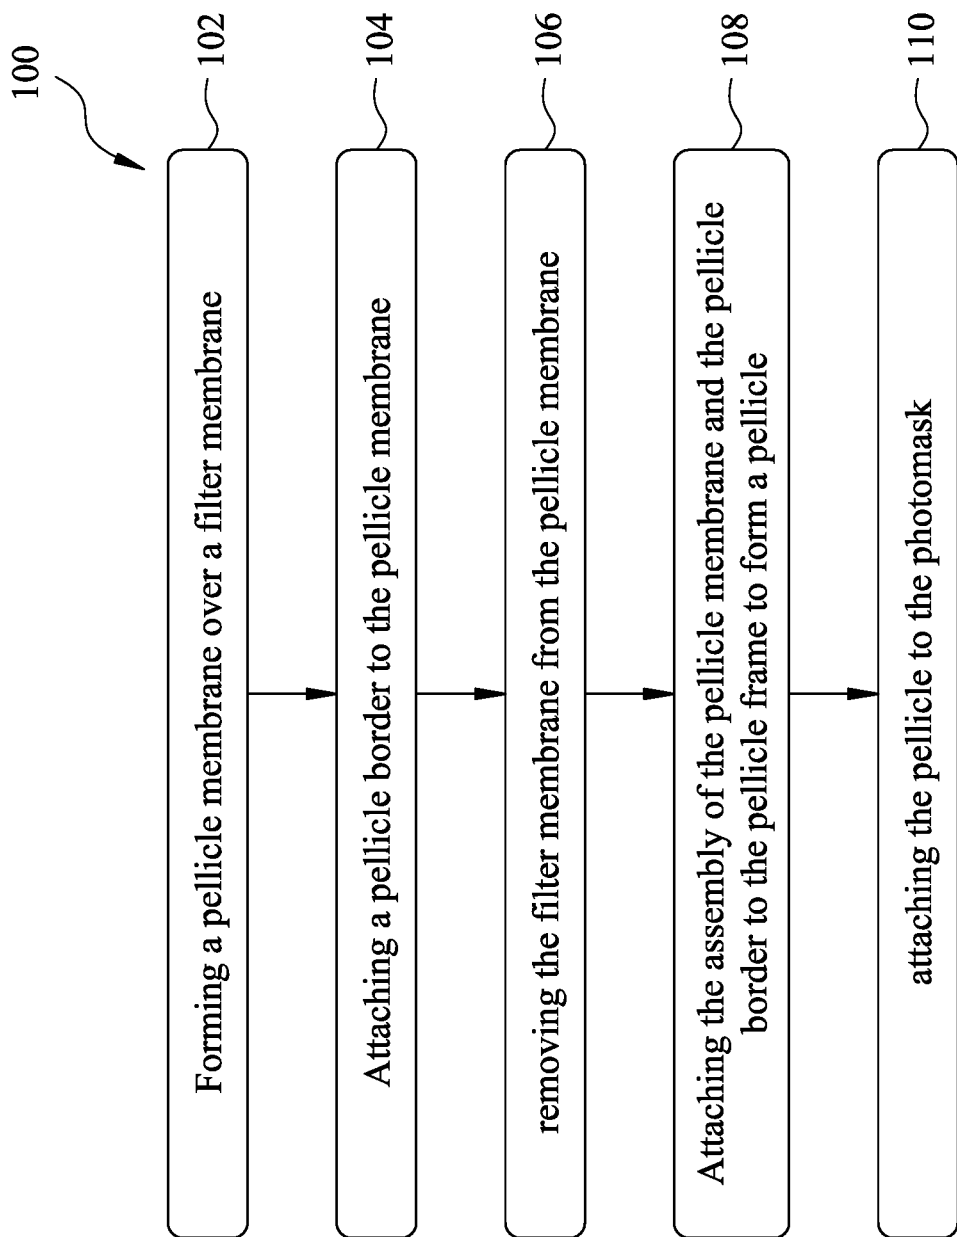 100
Forming a pellicle membrane over a filter membrane
102
Attaching a pellicle border to the pellicle membrane
104
removing the filter membrane from the pellicle membrane
106
Attaching the assembly of the pellicle membrane and the pellicle
border to the pellicle frame to form a pellicle
108
attaching the pellicle to the photomask
110